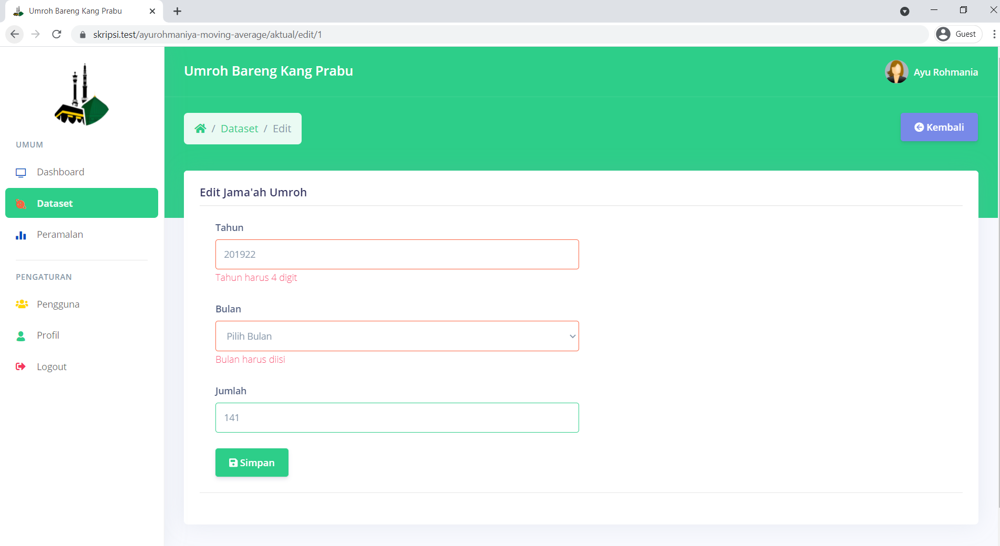 Umroh Bareng Kang Prabu
skripsi.test/ayurohmaniya-moving-average/aktual/edit/1
Guest
Umroh Bareng Kang Prabu
Ayu Rohmania
/ Dataset / Edit
Kembali
UMUM
Dashboard
Dataset
Peramalan
PENGATURAN
Pengguna
Profil
Logout
Edit Jama'ah Umroh
Tahun
201922
Tahun harus 4 digit
Bulan
Pilih Bulan
Bulan harus diisi
Jumlah
141
Simpan